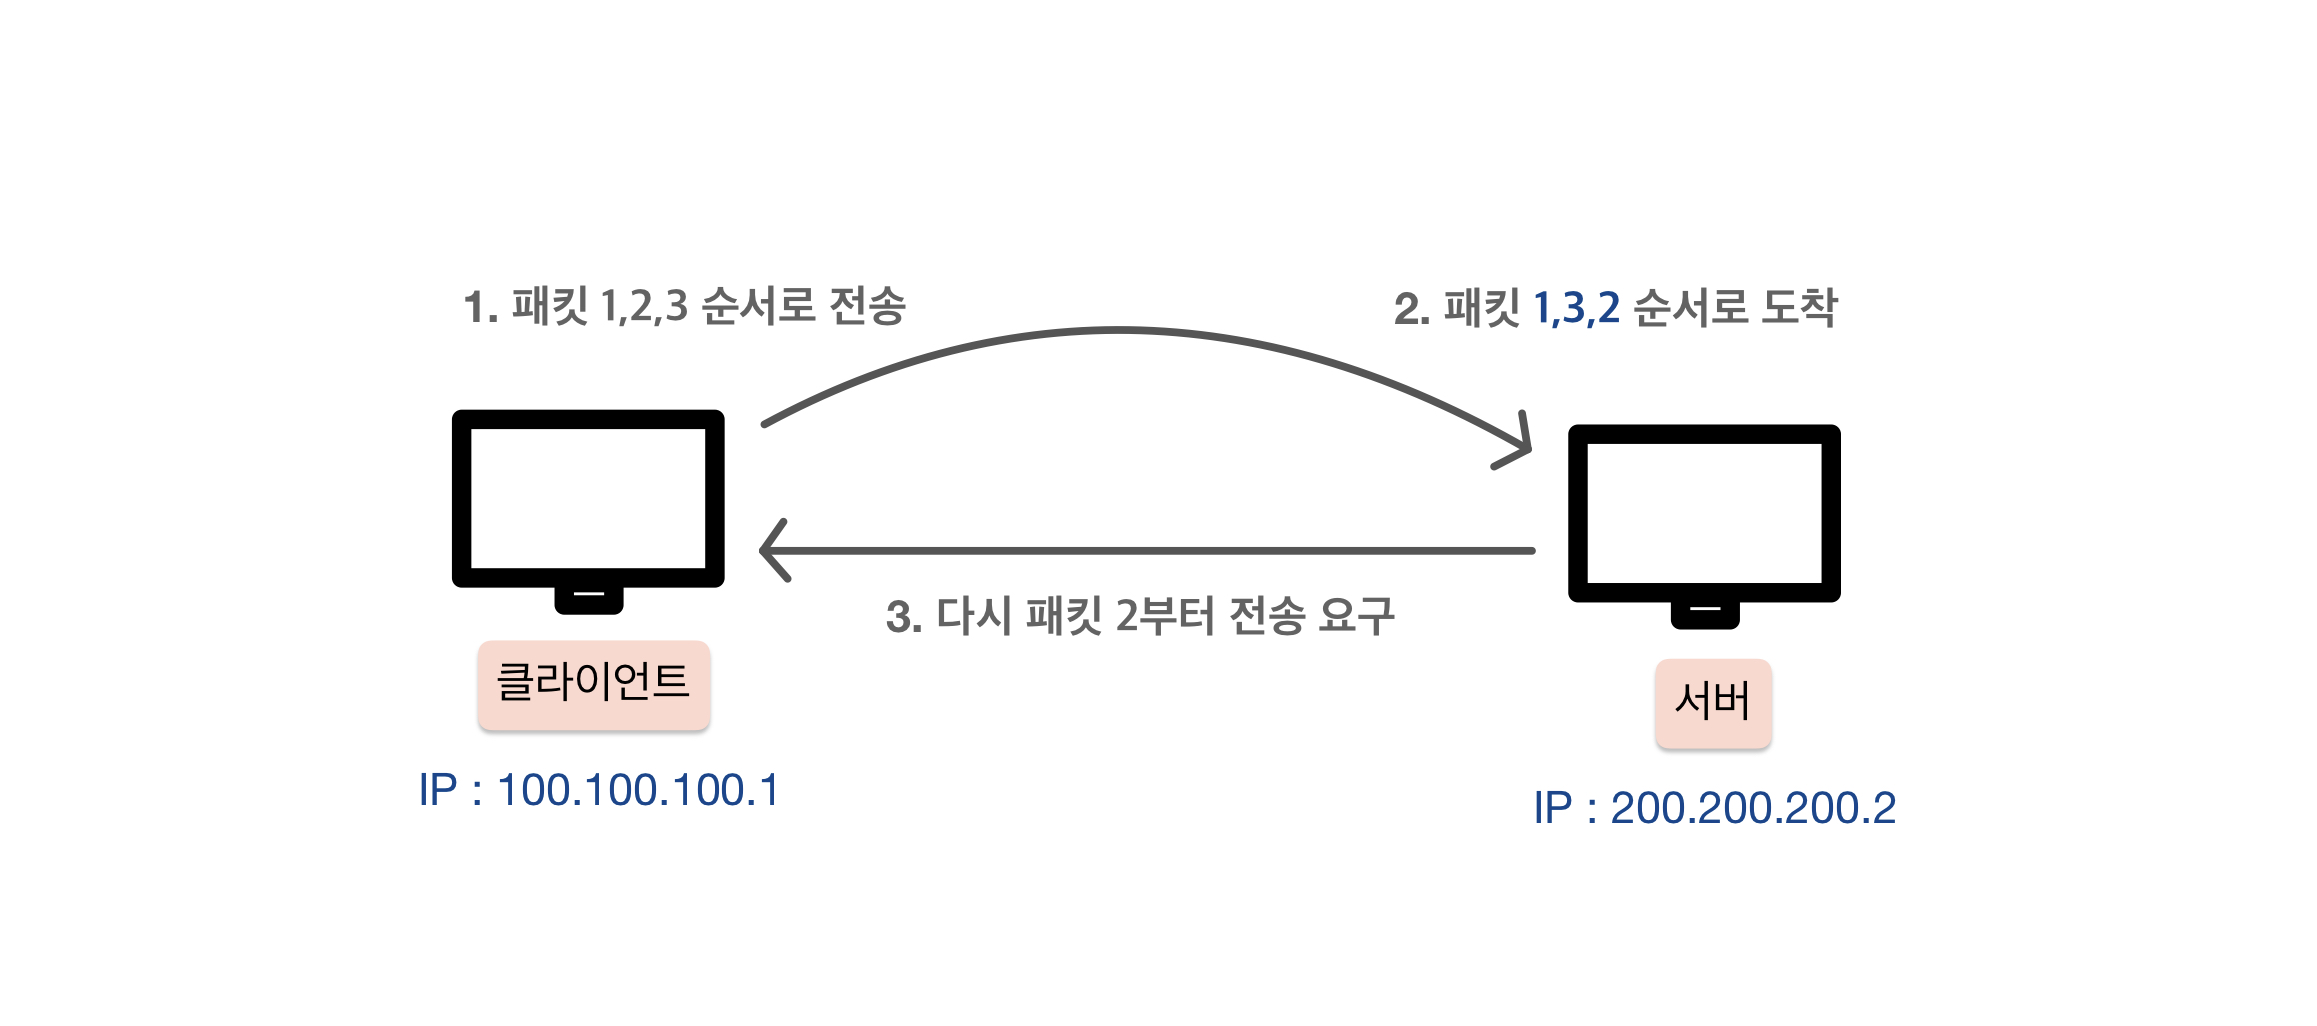 1. 패킷 1,2,3 순서로 전송
2. 패킷 1,3,2 순서로 도착
3. 다시 패킷 2부터 전송 요구
클라이언트
서버
IP : 100.100.100.1
IP : 200.200.200.2